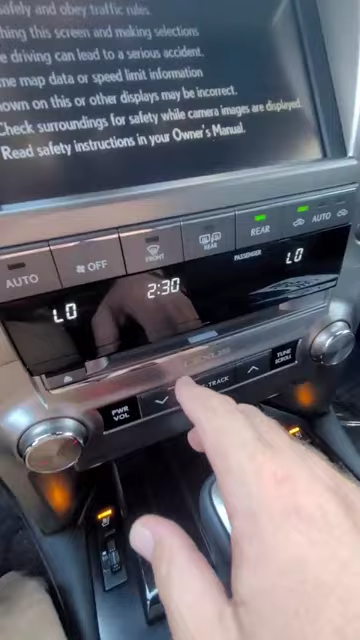 safely and obey traffic rules.
hing this screen and making selections
e driving can lead to a serious accident.
me map data or speed limit information
hown on this or other displays may be incorrect.
Check surroundings for safety while camera images are displayed.
Read safety instructions in your Owner's Manual.
AUTO
OFF
FRONT
REAR
REAR
AUTO
PASSENGER
LO
2:30
LO
LEXUS
PWR
VOL
-TRACK
TUNE
SCROLL